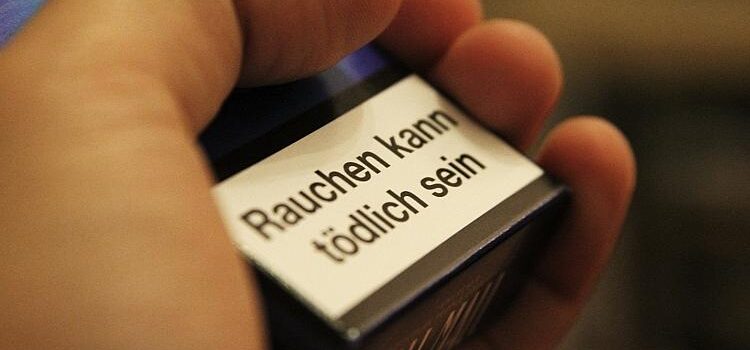 Rauchen kann
tödlich sein